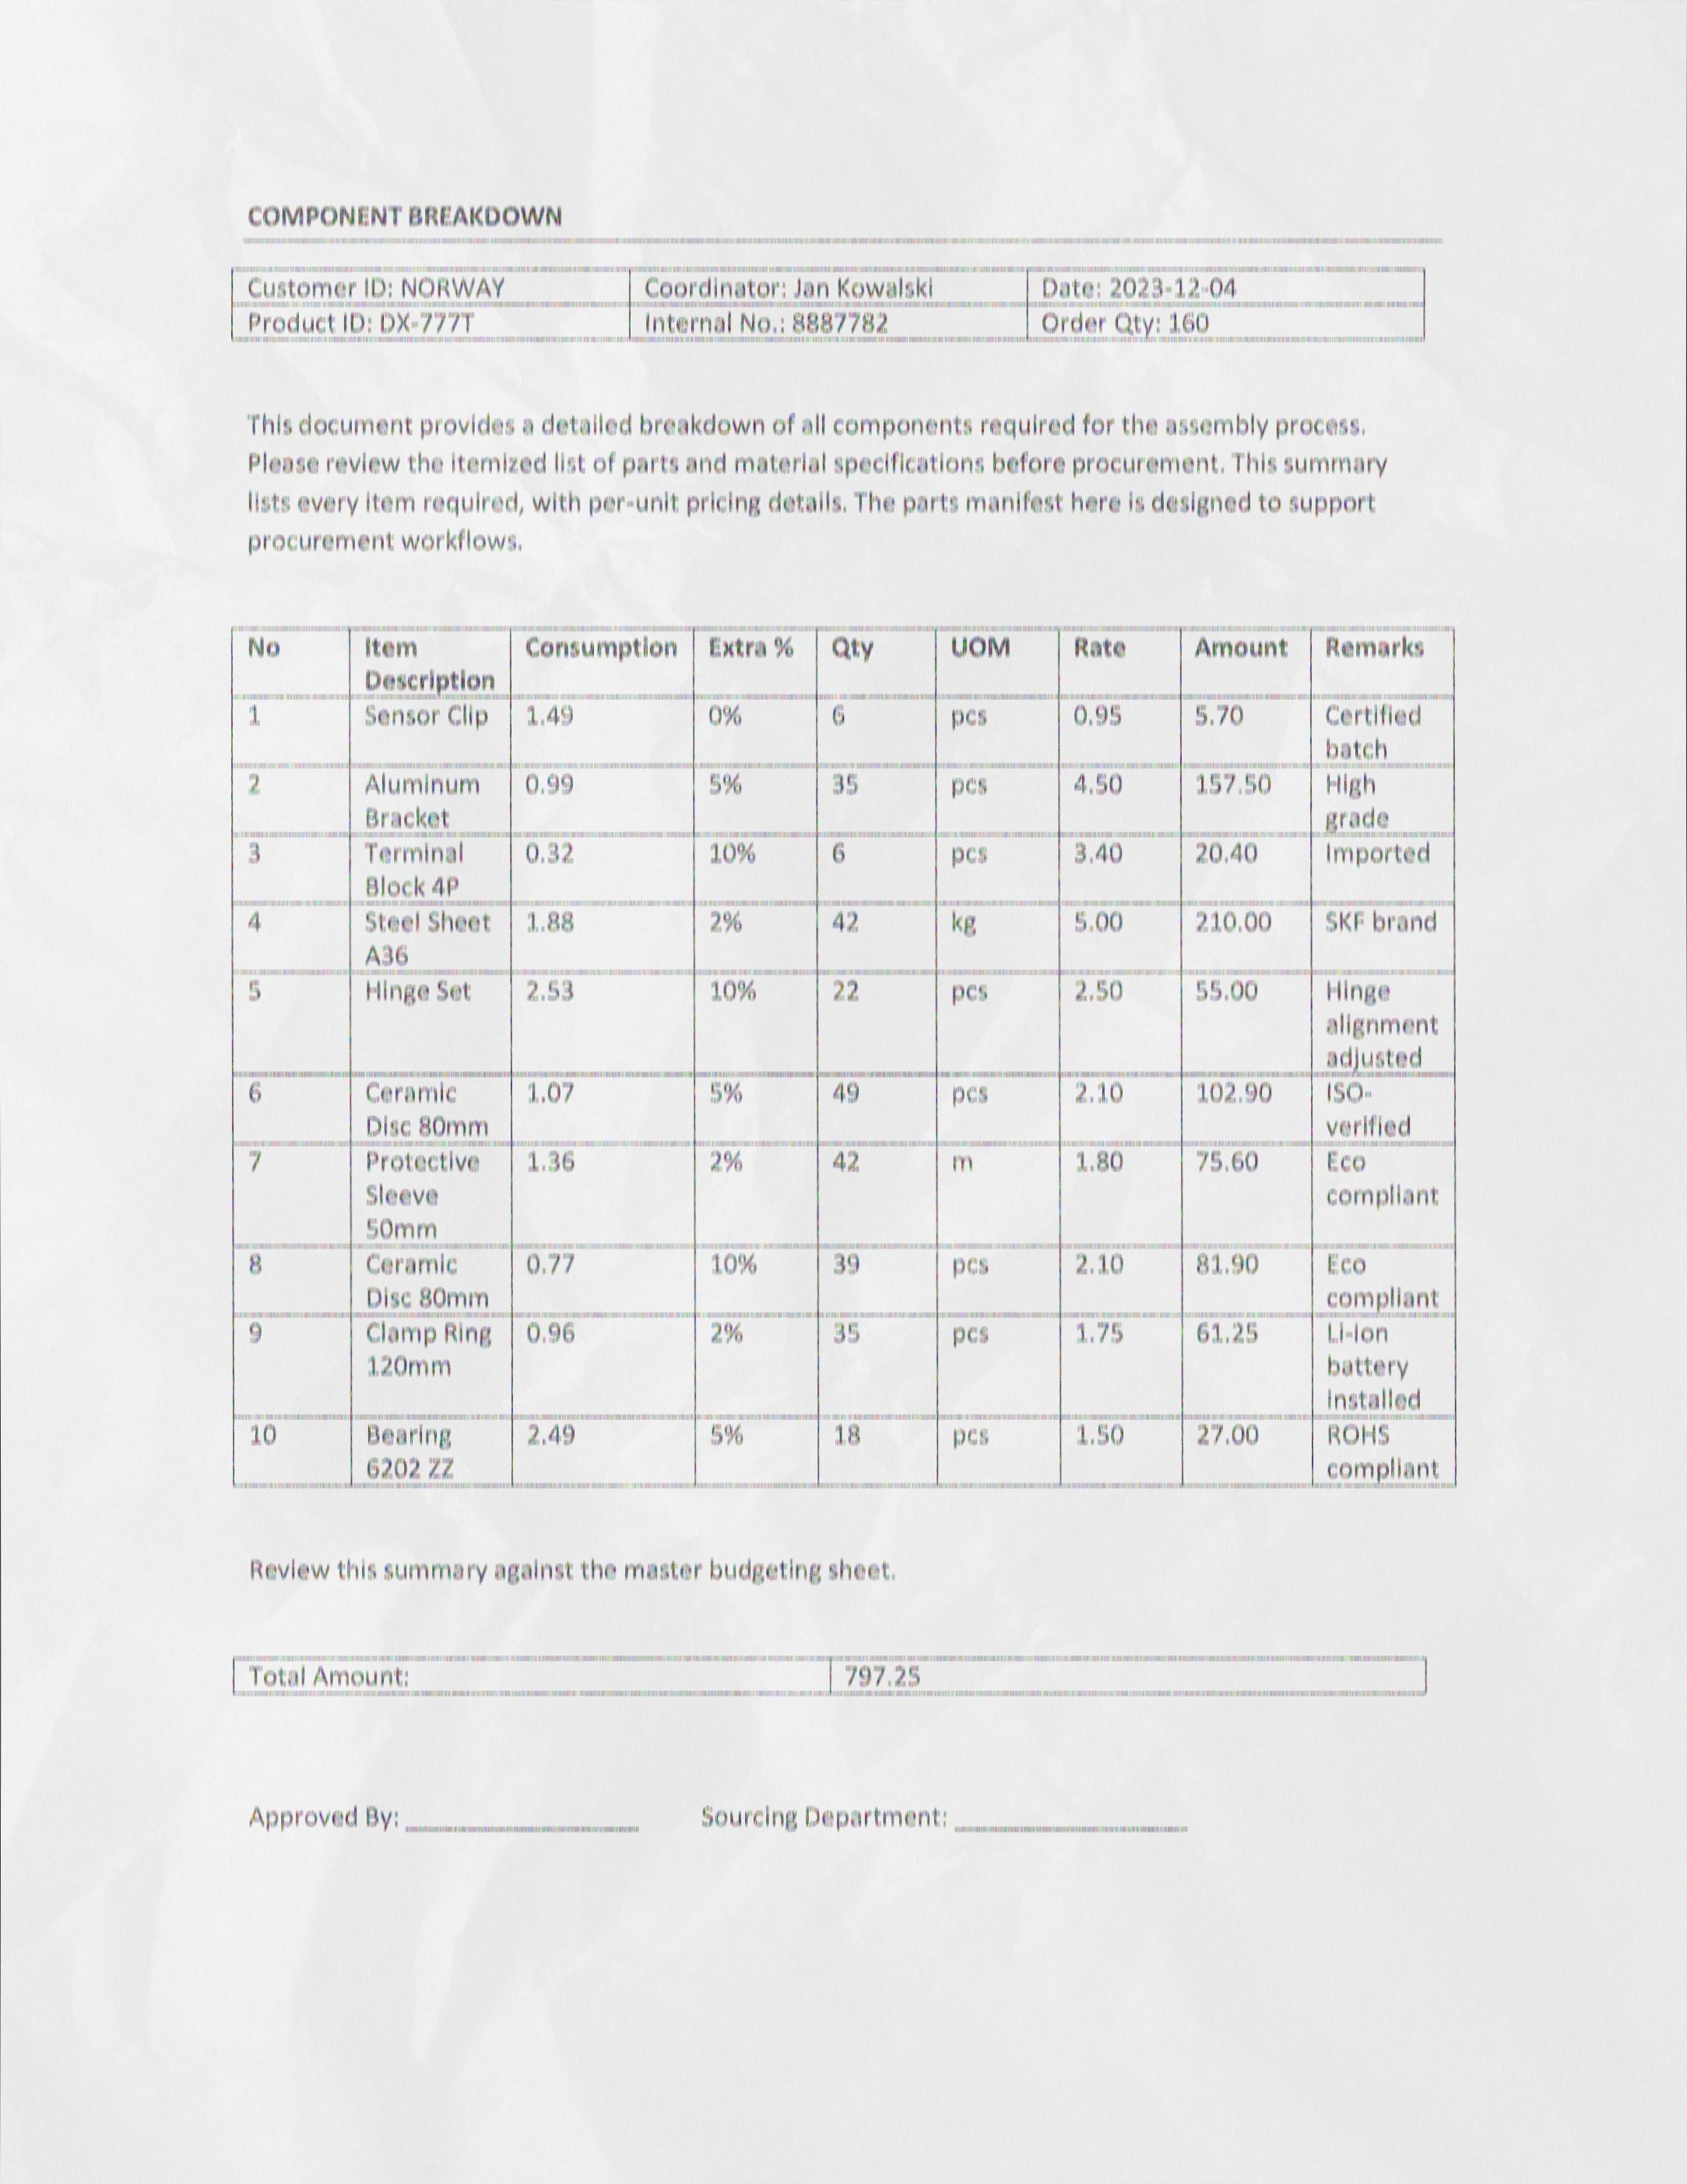 COMPONENT BREAKDOWN
Customer ID: NORWAY Coordinator: Jan Kowalski Date: 2023-12-04
Product ID: DX-777T Internal No.: 8887782 Order Qty: 160
This document provides a detailed breakdown of all components required for the assembly process.
Please review the itemized list of parts and material specifications before procurement. This summary
lists every item required, with per-unit pricing details. The parts manifest here is designed to support
procurement workflows.
No Item Consumption Extra % Qty UOM Rate Amount Remarks
Description
1 Sensor Clip 1.49 0% 6 pcs 0.95 5.70 Certified
batch
2 Aluminum 0.99 5% 35 pcs 4.50 157.50 High
Bracket grade
3 Terminal 0.32 10% 6 pcs 3.40 20.40 Imported
Block 4P
4 Steel Sheet 1.88 2% 42 kg 5.00 210.00 SKF brand
A36
5 Hinge Set 2.53 10% 22 pcs 2.50 55.00 Hinge
alignment
adjusted
6 Ceramic 1.07 5% 49 pcs 2.10 102.90 ISO-
Disc 80mm verified
7 Protective 1.36 2% 42 m 1.80 75.60 Eco
Sleeve compliant
50mm
8 Ceramic 0.77 10% 39 pcs 2.10 81.90 Eco
Disc 80mm compliant
9 Clamp Ring 0.96 2% 35 pcs 1.75 61.25 Li-ion
120mm battery
installed
10 Bearing 2.49 5% 18 pcs 1.50 27.00 ROHS
6202 ZZ compliant
Review this summary against the master budgeting sheet.
Total Amount: 797.25
Approved By: ____________________ Sourcing Department: ____________________